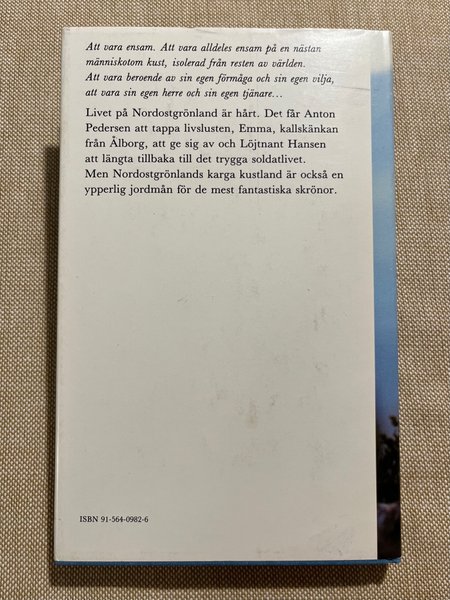 Att vara ensam. Att vara alldeles ensam på en nästan
människotom kust, isolerad från resten av världen.
Att vara beroende av sin egen förmåga och sin egen vilja,
att vara sin egen herre och sin egen tjänare...
Livet på Nordostgrönland är hårt. Det får Anton
Pedersen att tappa livslusten, Emma, kallskänkan
från Ålborg, att ge sig av och Löjtnant Hansen
att längta tillbaka till det trygga soldatlivet.
Men Nordostgrönlands karga kustland är också en
ypperlig jordmån för de mest fantastiska skrönor.
ISBN 91-564-0982-6